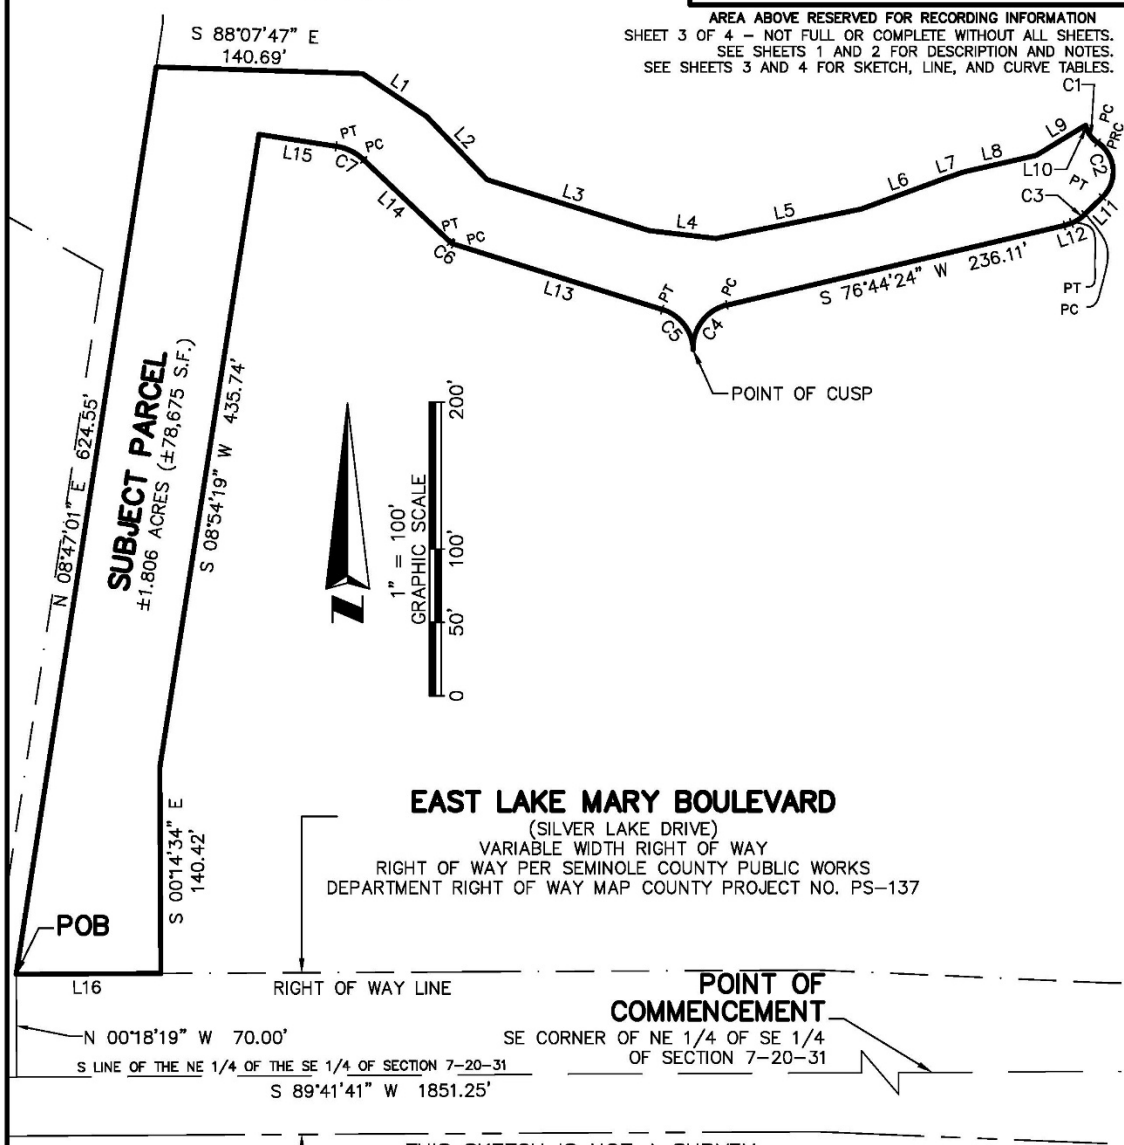 AREA ABOVE RESERVED FOR RECORDING INFORMATION
SHEET 3 OF 4 – NOT FULL OR COMPLETE WITHOUT ALL SHEETS.
SEE SHEETS 1 AND 2 FOR DESCRIPTION AND NOTES.
SEE SHEETS 3 AND 4 FOR SKETCH, LINE, AND CURVE TABLES.
S 88°07'47" E
140.69'
L1
L2
L3
L4
L5
L6
L7
L8
L9
L10
C1
PC
PRC
C2
PT
C3
L11
L12
PT
PC
S 76°44'24" W 236.11'
PC
C4
POINT OF CUSP
C5
PT
L13
PC
C6
PT
L14
PC
C7
PT
L15
N 08°47'01" E 624.55'
SUBJECT PARCEL
±1.806 ACRES (±78,675 S.F.)
S 08°54'19" W 435.74'
Z
1" = 100'
GRAPHIC SCALE
0
50'
100'
200'
S 00°14'34" E
140.42'
EAST LAKE MARY BOULEVARD
(SILVER LAKE DRIVE)
VARIABLE WIDTH RIGHT OF WAY
RIGHT OF WAY PER SEMINOLE COUNTY PUBLIC WORKS
DEPARTMENT RIGHT OF WAY MAP COUNTY PROJECT NO. PS–137
POB
L16
RIGHT OF WAY LINE
POINT OF
COMMENCEMENT
SE CORNER OF NE 1/4 OF SE 1/4
OF SECTION 7–20–31
N 00°18'19" W 70.00'
S LINE OF THE NE 1/4 OF THE SE 1/4 OF SECTION 7–20–31
S 89°41'41" W 1851.25'
THIS SKETCH IS NOT A SURVEY